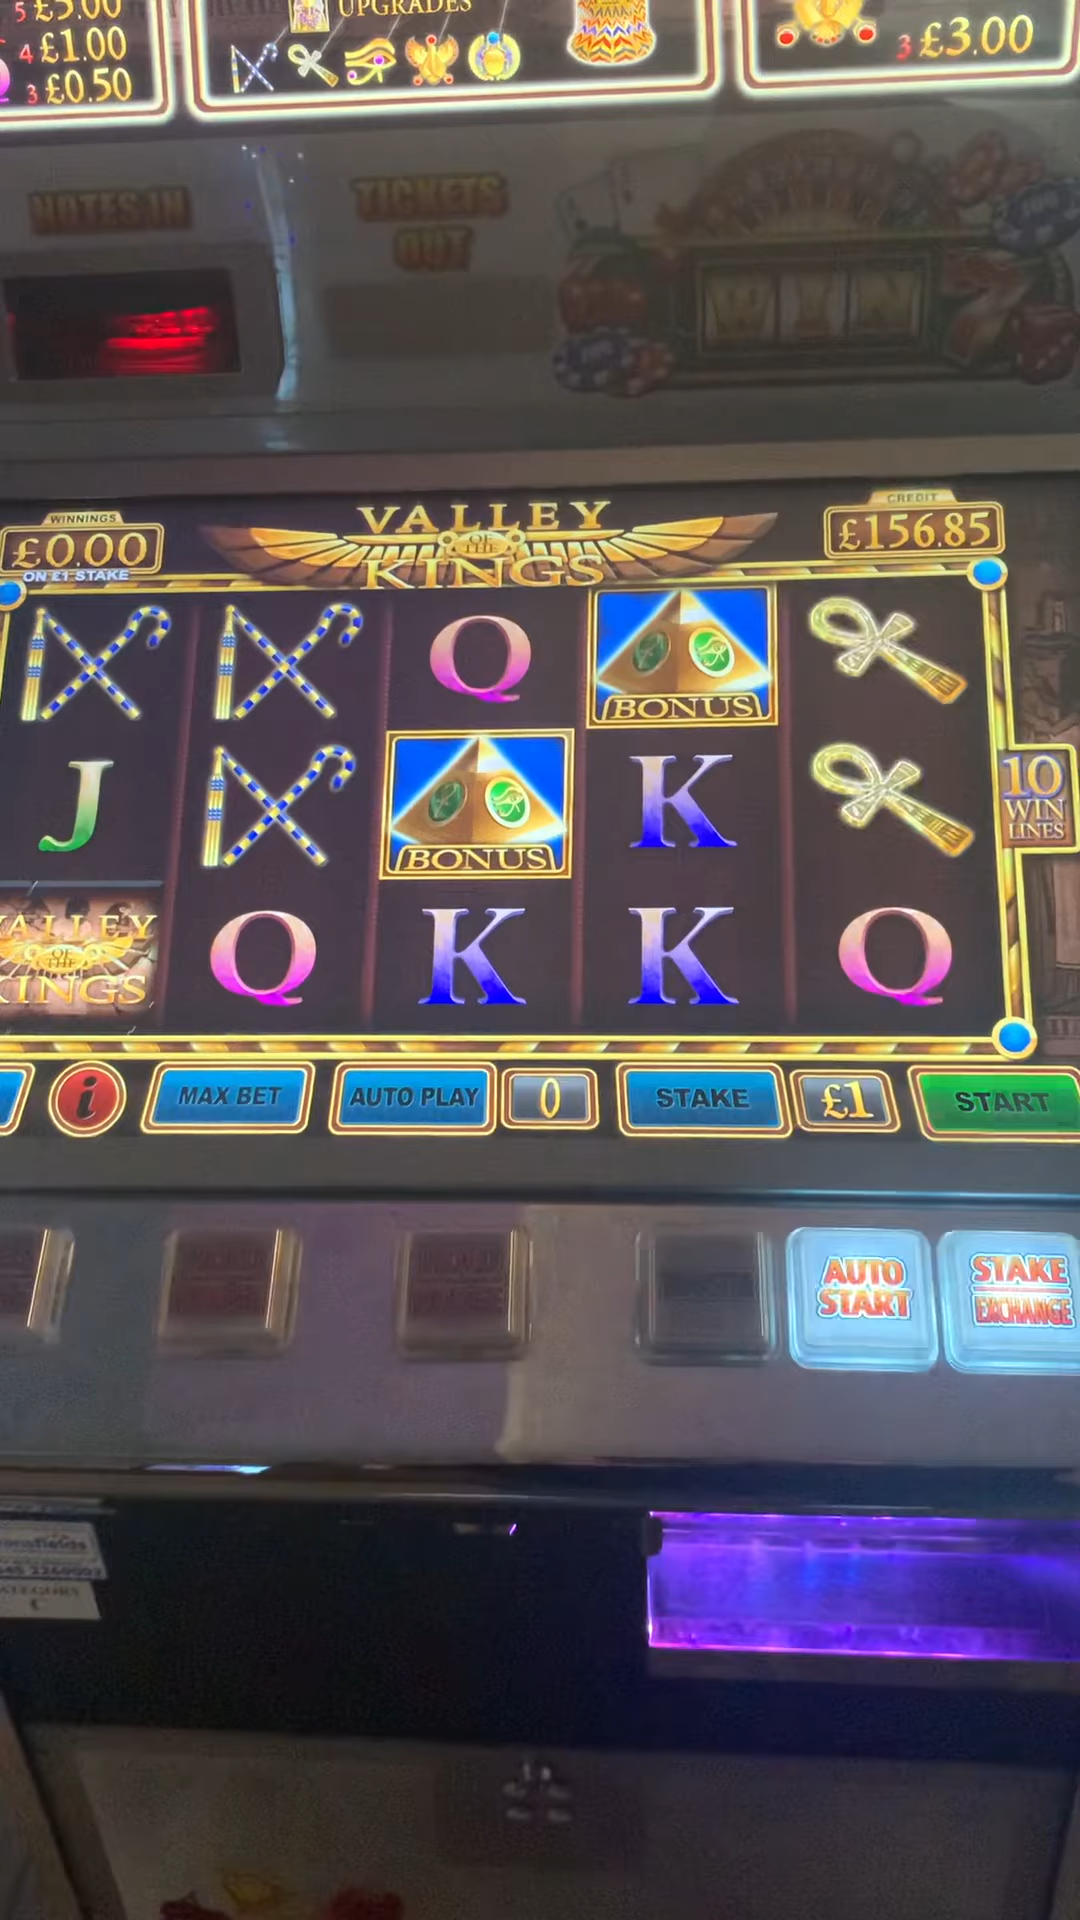 5 £5.00
4 £1.00
3 £0.50
UPGRADES
3 £3.00
NOTES IN
TICKETS
OUT
WIN
WINNINGS
£0.00
ON £1 STAKE
VALLEY
OF
THE
KINGS
CREDIT
£156.85
Q
BONUS
J
BONUS
K
10
WIN
LINES
VALLEY
OF
THE
KINGS
Q
K
K
Q
i
MAX BET
AUTO PLAY
0
STAKE
£1
START
AUTO
START
STAKE
EXCHANGE
CATEGORY
C